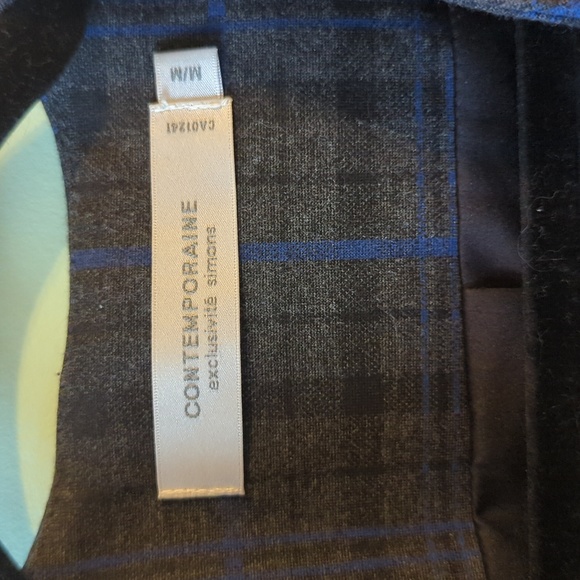 CONTEMPORAINE
exclusivité simons
CA01241
M/M